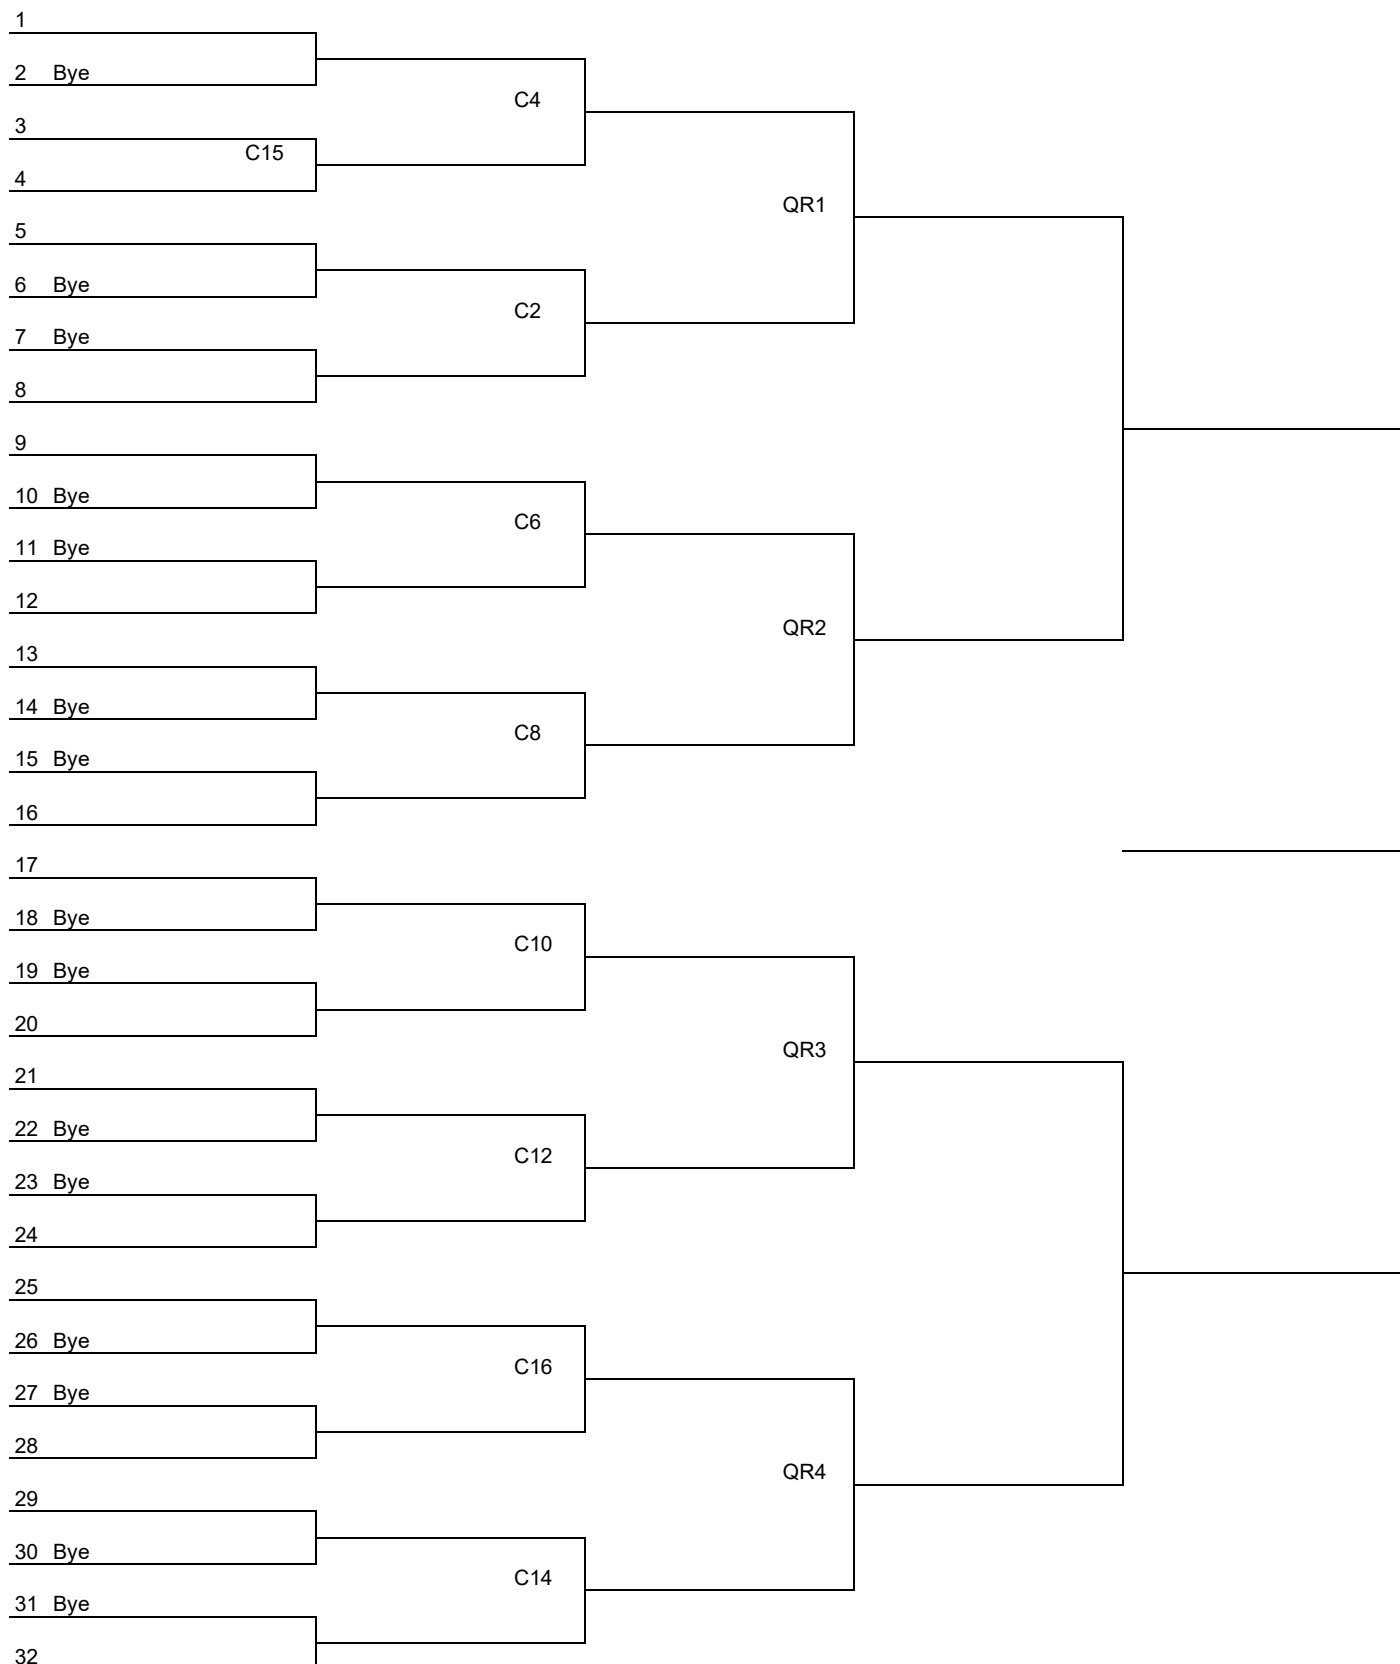 1
2 Bye
C4
3
C15
4
QR1
5
6 Bye
C2
7 Bye
8
9
10 Bye
C6
11 Bye
12
QR2
13
14 Bye
C8
15 Bye
16
17
18 Bye
C10
19 Bye
20
QR3
21
22 Bye
C12
23 Bye
24
25
26 Bye
C16
27 Bye
28
QR4
29
30 Bye
C14
31 Bye
32